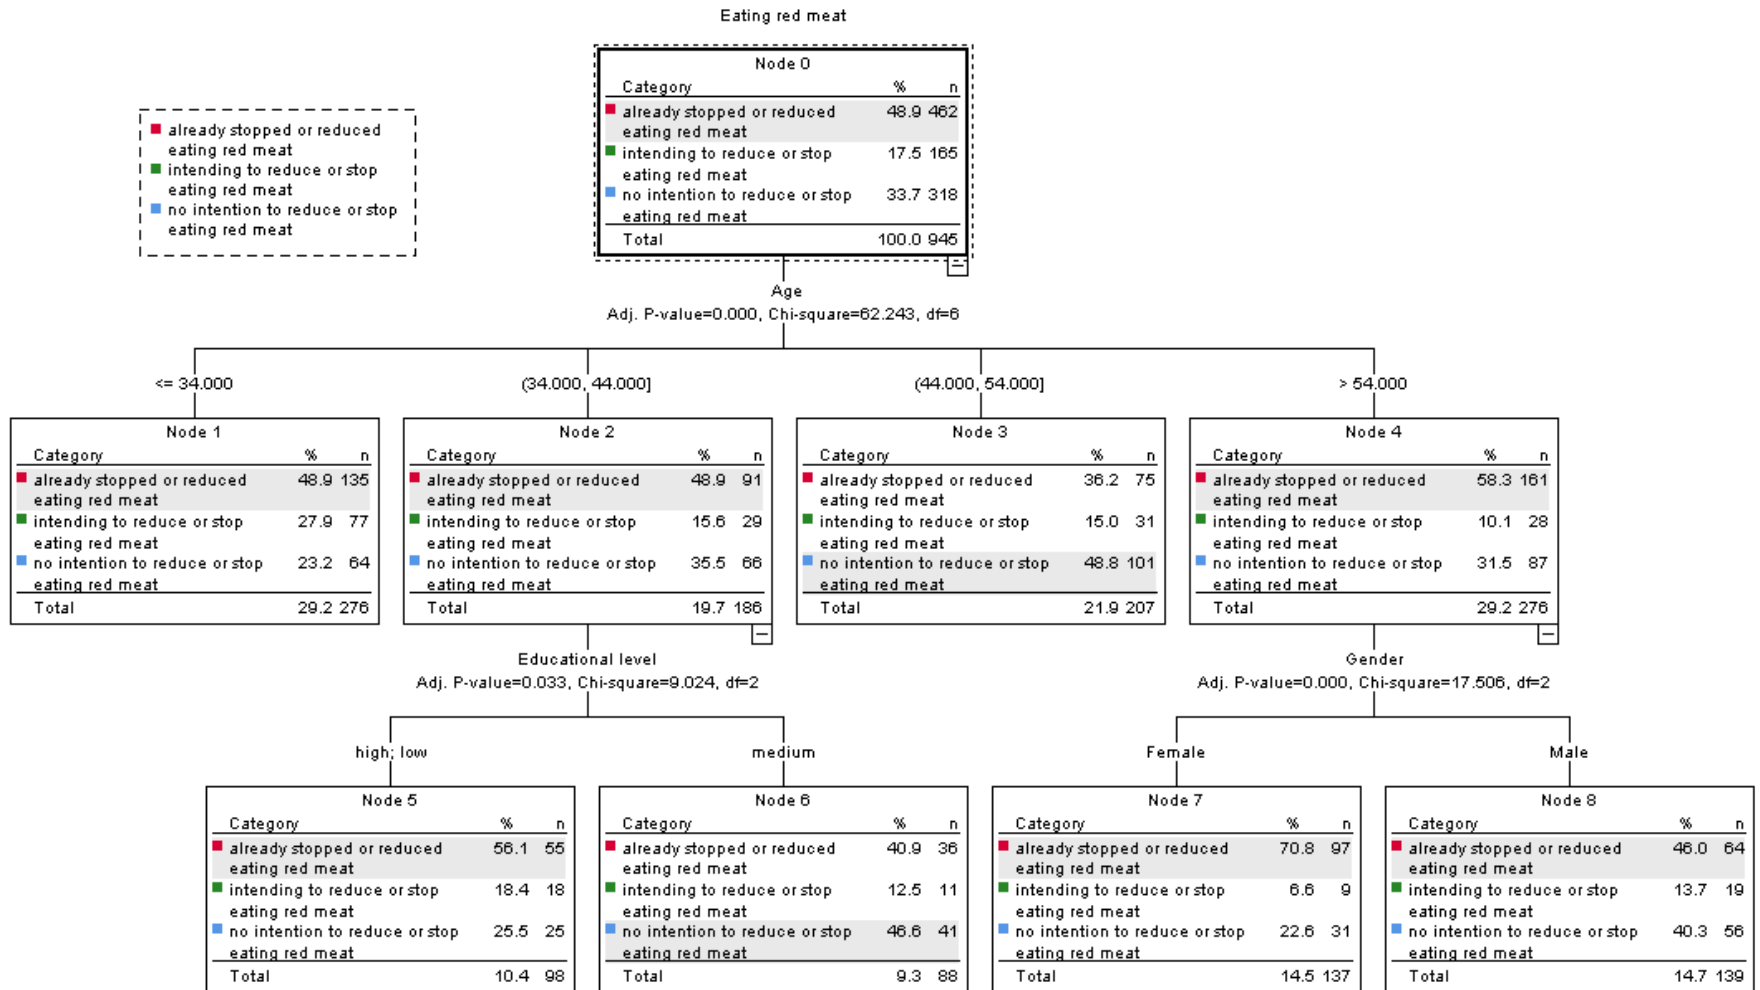 Eating red meat
already stopped or reduced
eating red meat
intending to reduce or stop
eating red meat
no intention to reduce or stop
eating red meat
Node 0
Category % n
already stopped or reduced 48.9 462
eating red meat
intending to reduce or stop 17.5 165
eating red meat
no intention to reduce or stop 33.7 318
eating red meat
Total 100.0 945
Age
Adj. P-value=0.000, Chi-square=62.243, df=6
<= 34.000
(34.000, 44.000]
(44.000, 54.000]
> 54.000
Node 1
Category % n
already stopped or reduced 48.9 135
eating red meat
intending to reduce or stop 27.9 77
eating red meat
no intention to reduce or stop 23.2 64
eating red meat
Total 29.2 276
Node 2
Category % n
already stopped or reduced 48.9 91
eating red meat
intending to reduce or stop 15.6 29
eating red meat
no intention to reduce or stop 35.5 66
eating red meat
Total 19.7 186
Node 3
Category % n
already stopped or reduced 36.2 75
eating red meat
intending to reduce or stop 15.0 31
eating red meat
no intention to reduce or stop 48.8 101
eating red meat
Total 21.9 207
Node 4
Category % n
already stopped or reduced 58.3 161
eating red meat
intending to reduce or stop 10.1 28
eating red meat
no intention to reduce or stop 31.5 87
eating red meat
Total 29.2 276
Educational level
Adj. P-value=0.033, Chi-square=9.024, df=2
Gender
Adj. P-value=0.000, Chi-square=17.506, df=2
high; low
medium
Female
Male
Node 5
Category % n
already stopped or reduced 56.1 55
eating red meat
intending to reduce or stop 18.4 18
eating red meat
no intention to reduce or stop 25.5 25
eating red meat
Total 10.4 98
Node 6
Category % n
already stopped or reduced 40.9 36
eating red meat
intending to reduce or stop 12.5 11
eating red meat
no intention to reduce or stop 46.6 41
eating red meat
Total 9.3 88
Node 7
Category % n
already stopped or reduced 70.8 97
eating red meat
intending to reduce or stop 6.6 9
eating red meat
no intention to reduce or stop 22.6 31
eating red meat
Total 14.5 137
Node 8
Category % n
already stopped or reduced 46.0 64
eating red meat
intending to reduce or stop 13.7 19
eating red meat
no intention to reduce or stop 40.3 56
eating red meat
Total 14.7 139